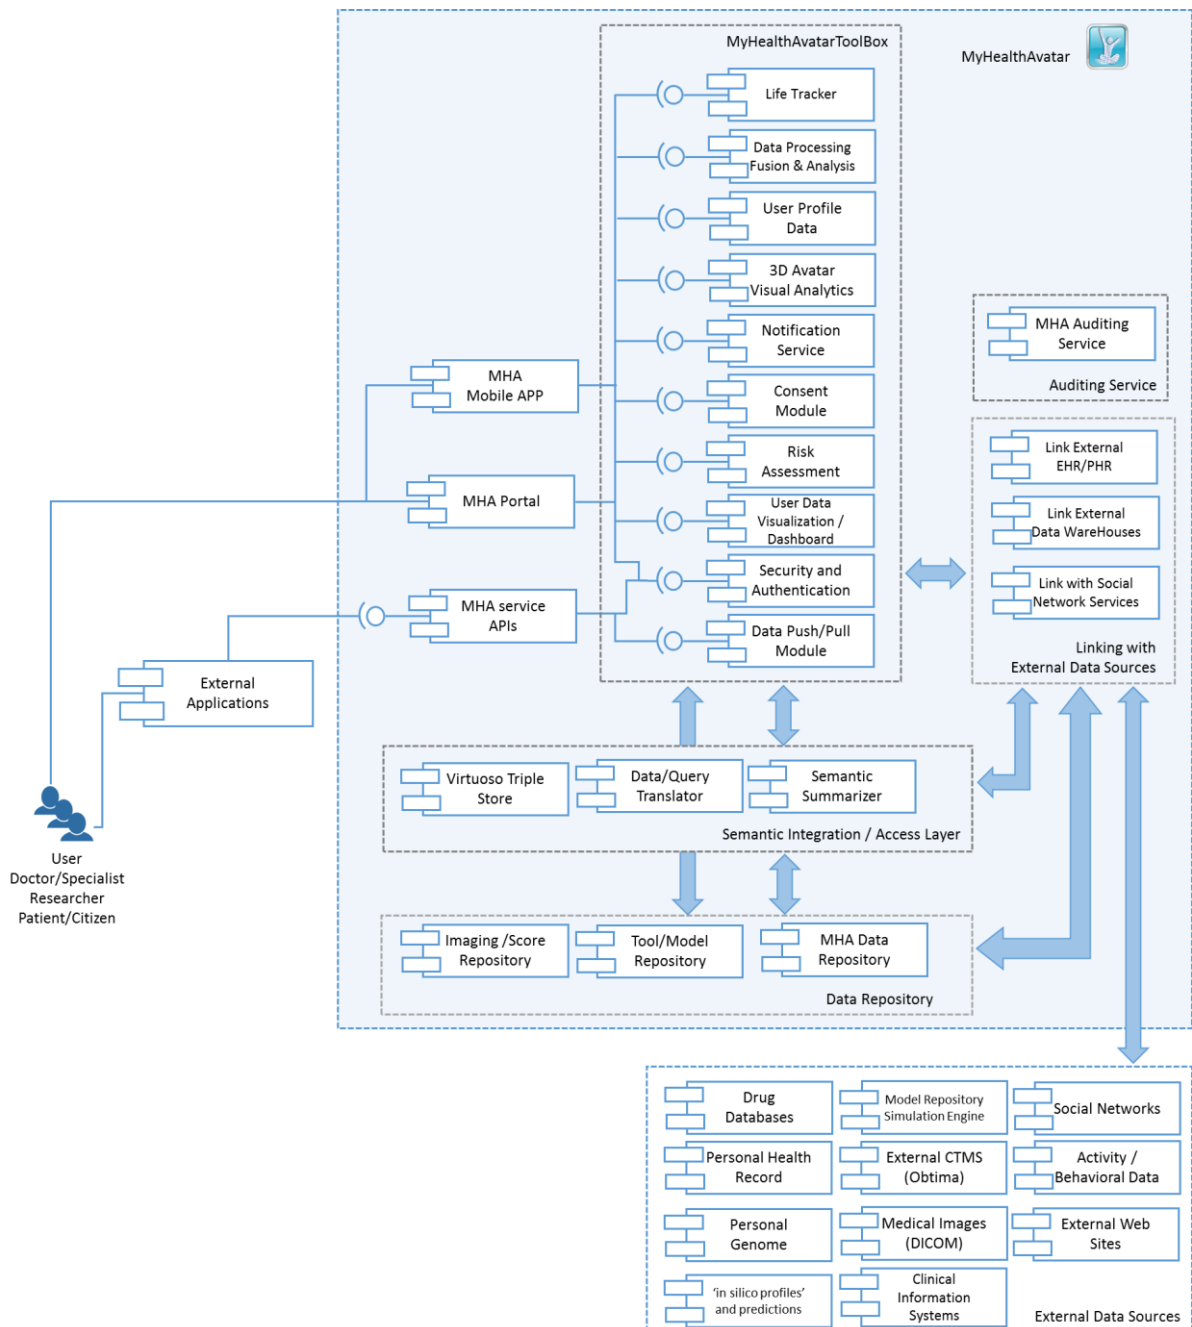 MyHealthAvatarToolBox
MyHealthAvatar
Life Tracker
Data Processing
Fusion & Analysis
User Profile
Data
3D Avatar
Visual Analytics
Notification
Service
Consent
Module
Risk
Assessment
User Data
Visualization /
Dashboard
Security and
Authentication
Data Push/Pull
Module
MHA
Mobile APP
MHA Portal
MHA service
APIs
External
Applications
MHA Auditing
Service
Auditing Service
Link External
EHR/PHR
Link External
Data WareHouses
Link with Social
Network Services
Linking with
External Data Sources
User
Doctor/Specialist
Researcher
Patient/Citizen
Virtuoso Triple
Store
Data/Query
Translator
Semantic
Summarizer
Semantic Integration / Access Layer
Imaging /Score
Repository
Tool/Model
Repository
MHA Data
Repository
Data Repository
Drug
Databases
Model Repository
Simulation Engine
Social Networks
Personal Health
Record
External CTMS
(Obtima)
Activity /
Behavioral Data
Personal
Genome
Medical Images
(DICOM)
External Web
Sites
'in silico profiles'
and predictions
Clinical
Information
Systems
External Data Sources